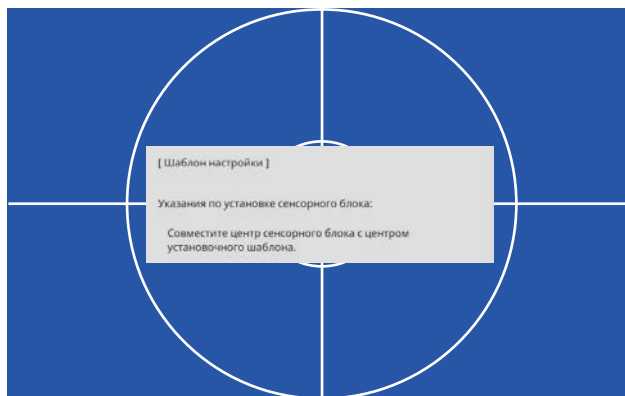 [ Шаблон настройки ]
Указания по установке сенсорного блока:
Совместите центр сенсорного блока с центром
установочного шаблона.